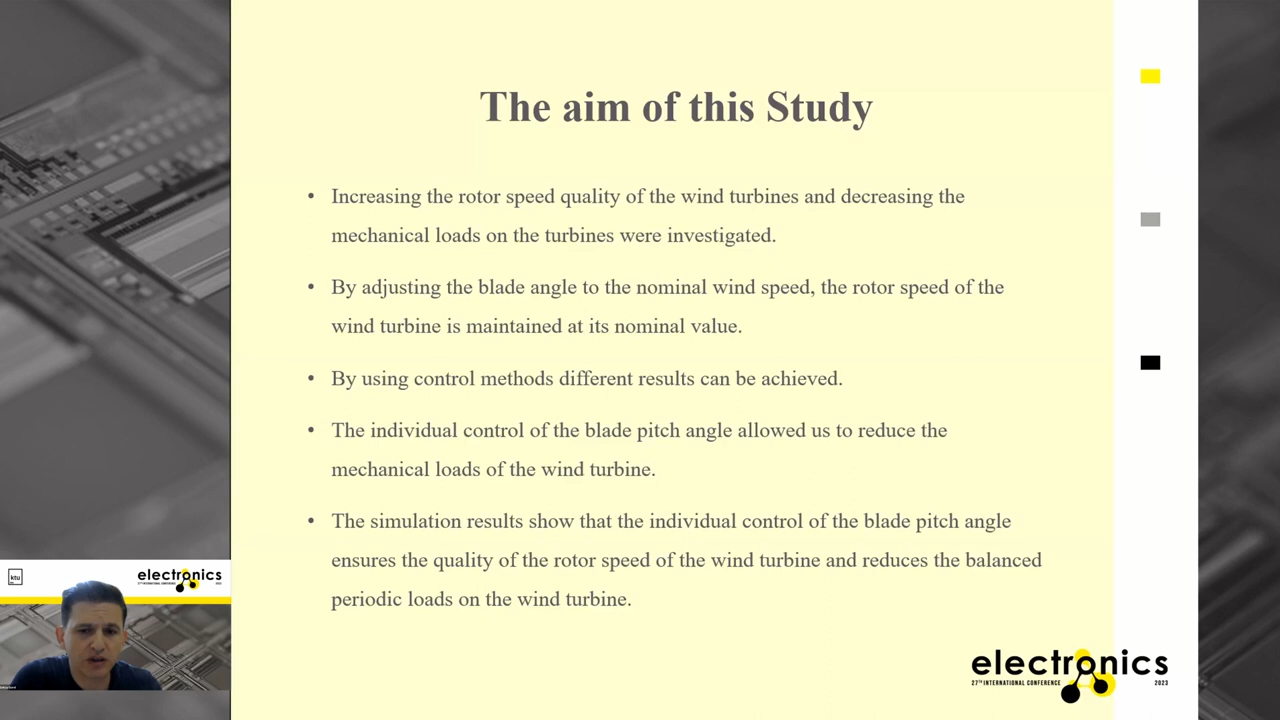 The aim of this Study
• Increasing the rotor speed quality of the wind turbines and decreasing the
mechanical loads on the turbines were investigated.
• By adjusting the blade angle to the nominal wind speed, the rotor speed of the
wind turbine is maintained at its nominal value.
• By using control methods different results can be achieved.
• The individual control of the blade pitch angle allowed us to reduce the
mechanical loads of the wind turbine.
• The simulation results show that the individual control of the blade pitch angle
ensures the quality of the rotor speed of the wind turbine and reduces the balanced
periodic loads on the wind turbine.
ktu
electronics
27TH INTERNATIONAL CONFERENCE 2023
electronics
27TH INTERNATIONAL CONFERENCE 2023